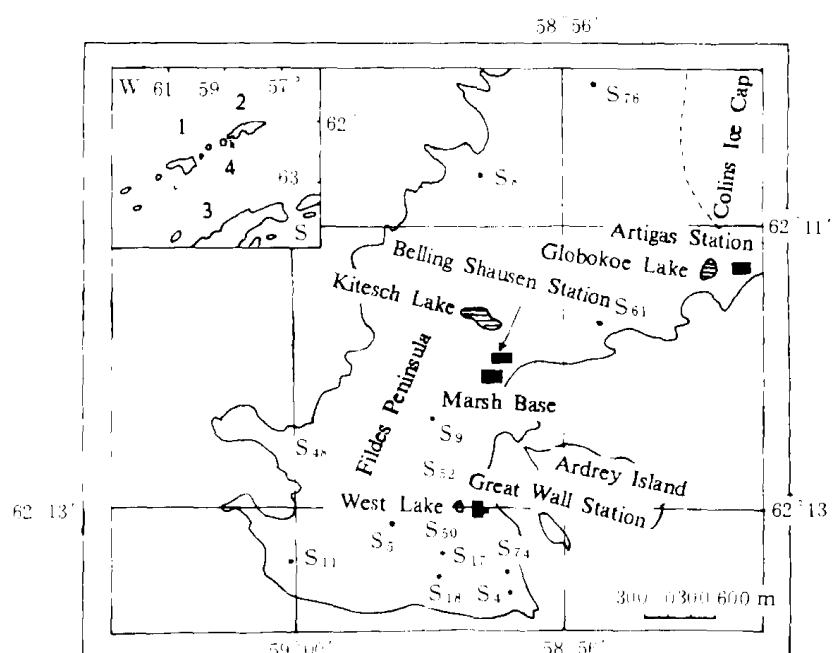 58°56′
W 61 59 57°
2
1
62°
4
63
3
S
S76
S8
Colins Ice Cap
62°11′
Artigas Station
Globokoe Lake
Belling Shausen Station
S61
Kitesch Lake
Fildes Peninsula
Marsh Base
S9
S48
S52
Ardrey Island
Great Wall Station
West Lake
62°13′
62°13
S50
S5
S17
S74
S11
S18
S4
300 0 300 600 m
59°00′
58°56′